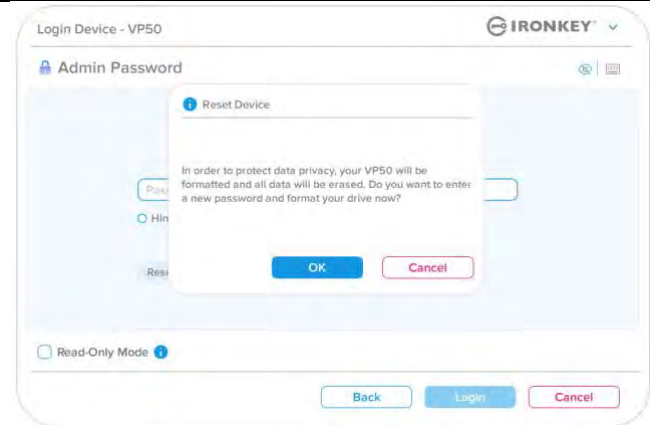 Login Device - VP50
IRONKEY
Admin Password
Reset Device
In order to protect data privacy, your VP50 will be
formatted and all data will be erased. Do you want to enter
a new password and format your drive now?
OK Cancel
Read-Only Mode
Back Login Cancel